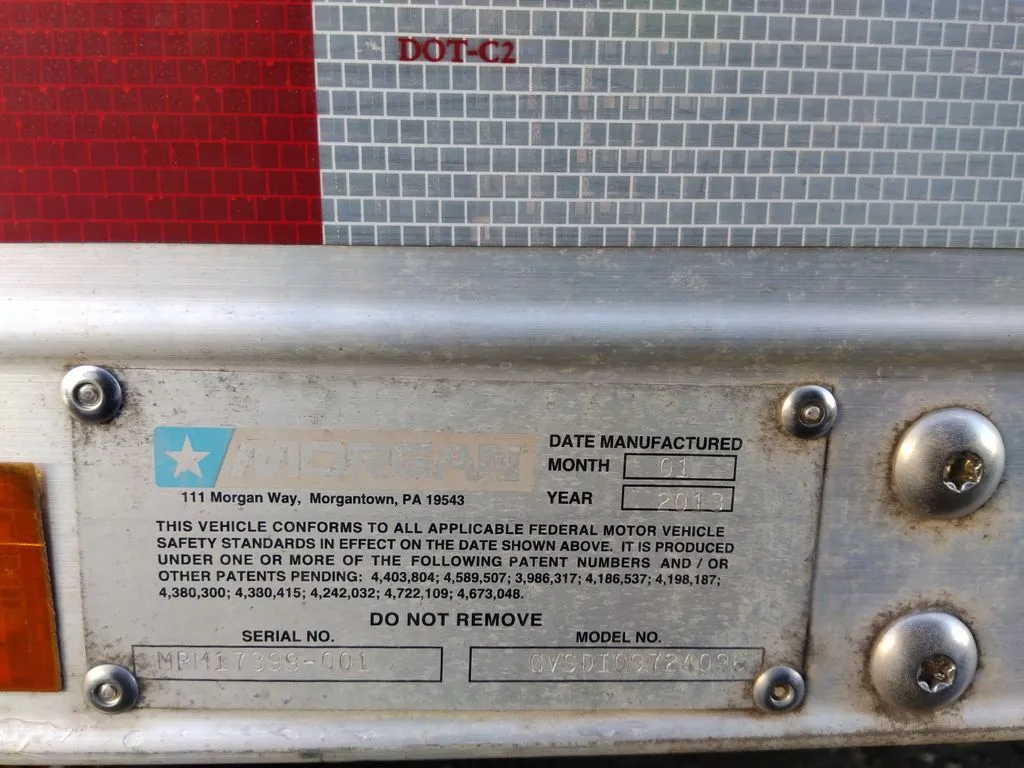 DOT-C2
MORGAN
111 Morgan Way, Morgantown, PA 19543
DATE MANUFACTURED
MONTH 01
YEAR 2013
THIS VEHICLE CONFORMS TO ALL APPLICABLE FEDERAL MOTOR VEHICLE
SAFETY STANDARDS IN EFFECT ON THE DATE SHOWN ABOVE. IT IS PRODUCED
UNDER ONE OR MORE OF THE FOLLOWING PATENT NUMBERS AND / OR
OTHER PATENTS PENDING: 4,403,804; 4,589,507; 3,986,317; 4,186,537; 4,198,187;
4,380,300; 4,380,415; 4,242,032; 4,722,109; 4,673,048.
DO NOT REMOVE
SERIAL NO. MODEL NO.